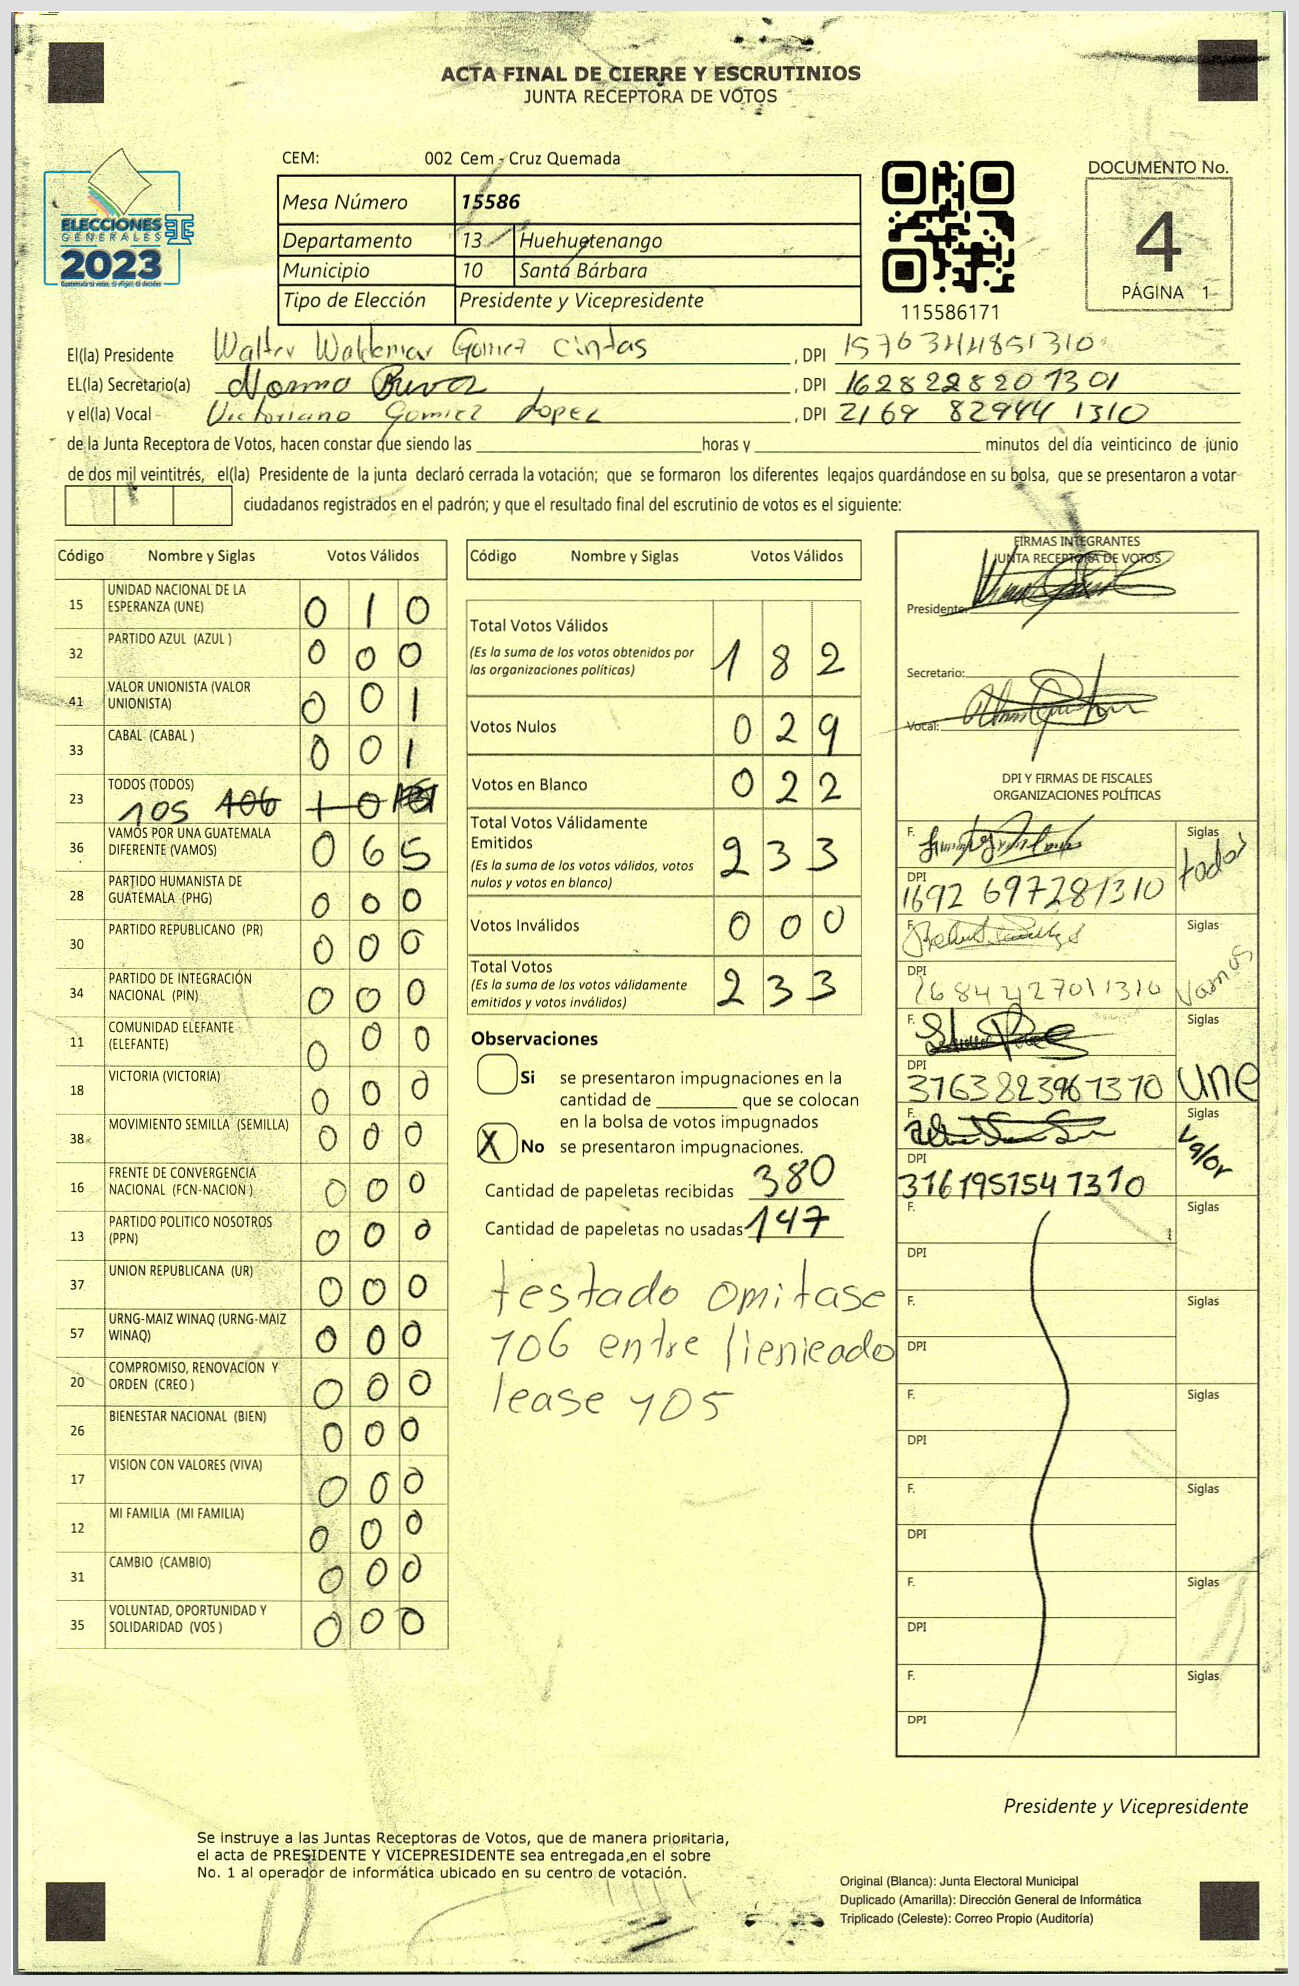 ACTA FINAL DE CIERRE Y ESCRUTINIOS
JUNTA RECEPTORA DE VOTOS
CEM: 002 Cem - Cruz Quemada
Mesa Número 15586
Departamento 13 Huehuetenango
Municipio 10 Santa Bárbara
Tipo de Elección Presidente y Vicepresidente
ELECCIONES
GENERALES
2023
115586171
DOCUMENTO No.
4
PÁGINA 1
El(la) Presidente Walter Waldemar Gomez Cintas, DPI
EL(la) Secretario(a) Norma, DPI 1628228201301
y el(la) Vocal Victoriano Gomez Lopez, DPI 2169 82944 1310
de la Junta Receptora de Votos, hacen constar que siendo las ____ horas y ____ minutos del día veinticinco de junio
de dos mil veintitrés, el(la) Presidente de la junta declaró cerrada la votación; que se formaron los diferentes legajos quardándose en su bolsa, que se presentaron a votar
ciudadanos registrados en el padrón; y que el resultado final del escrutinio de votos es el siguiente:
Código Nombre y Siglas Votos Válidos
15 UNIDAD NACIONAL DE LA ESPERANZA (UNE) 0 1 0
32 PARTIDO AZUL (AZUL ) 0 0 0
41 VALOR UNIONISTA (VALOR UNIONISTA) 0 0 1
33 CABAL (CABAL ) 0 0 1
23 TODOS (TODOS) 105 106 1 0
36 VAMOS POR UNA GUATEMALA DIFERENTE (VAMOS) 0 6 5
28 PARTIDO HUMANISTA DE GUATEMALA (PHG) 0 0 0
30 PARTIDO REPUBLICANO (PR) 0 0 0
34 PARTIDO DE INTEGRACIÓN NACIONAL (PIN) 0 0 0
11 COMUNIDAD ELEFANTE (ELEFANTE) 0 0 0
18 VICTORIA (VICTORIA) 0 0 0
38 MOVIMIENTO SEMILLA (SEMILLA) 0 0 0
16 FRENTE DE CONVERGENCIA NACIONAL (FCN-NACION ) 0 0 0
13 PARTIDO POLITICO NOSOTROS (PPN) 0 0 0
37 UNION REPUBLICANA (UR) 0 0 0
57 URNG-MAIZ WINAQ (URNG-MAIZ WINAQ) 0 0 0
20 COMPROMISO, RENOVACION Y ORDEN (CREO ) 0 0 0
26 BIENESTAR NACIONAL (BIEN) 0 0 0
17 VISION CON VALORES (VIVA) 0 0 0
12 MI FAMILIA (MI FAMILIA) 0 0 0
31 CAMBIO (CAMBIO) 0 0 0
35 VOLUNTAD, OPORTUNIDAD Y SOLIDARIDAD (VOS ) 0 0 0
Código Nombre y Siglas Votos Válidos
Total Votos Válidos 1 8 2
(Es la suma de los votos obtenidos por
las organizaciones políticas)
Votos Nulos 0 2 9
Votos en Blanco 0 2 2
Total Votos Válidamente
Emitidos 2 3 3
(Es la suma de los votos válidos, votos
nulos y votos en blanco)
Votos Inválidos 0 0 0
Total Votos 2 3 3
(Es la suma de los votos válidamente
emitidos y votos inválidos)
Observaciones
Si se presentaron impugnaciones en la
cantidad de ____ que se colocan
en la bolsa de votos impugnados
X No se presentaron impugnaciones.
Cantidad de papeletas recibidas 380
Cantidad de papeletas no usadas 147
testado omitase
106 entre lienieado
lease 105
FIRMAS INTEGRANTES
JUNTA RECEPTORA DE VOTOS
Presidente:
Secretario:
Vocal:
DPI Y FIRMAS DE FISCALES
ORGANIZACIONES POLÍTICAS
F. Siglas todos
DPI 1692 697281310
F. Siglas Vamos
DPI
F. Siglas UNE
DPI 3763823961310
F. Siglas Valor
DPI 3161951541310
F. Siglas
DPI
F. Siglas
DPI
F. Siglas
DPI
F. Siglas
DPI
F. Siglas
DPI
F. Siglas
DPI
Presidente y Vicepresidente
Se instruye a las Juntas Receptoras de Votos, que de manera prioritaria,
el acta de PRESIDENTE Y VICEPRESIDENTE sea entregada,en el sobre
No. 1 al operador de informática ubicado en su centro de votación.
Original (Blanca): Junta Electoral Municipal
Duplicado (Amarilla): Dirección General de Informática
Triplicado (Celeste): Correo Propio (Auditoría)